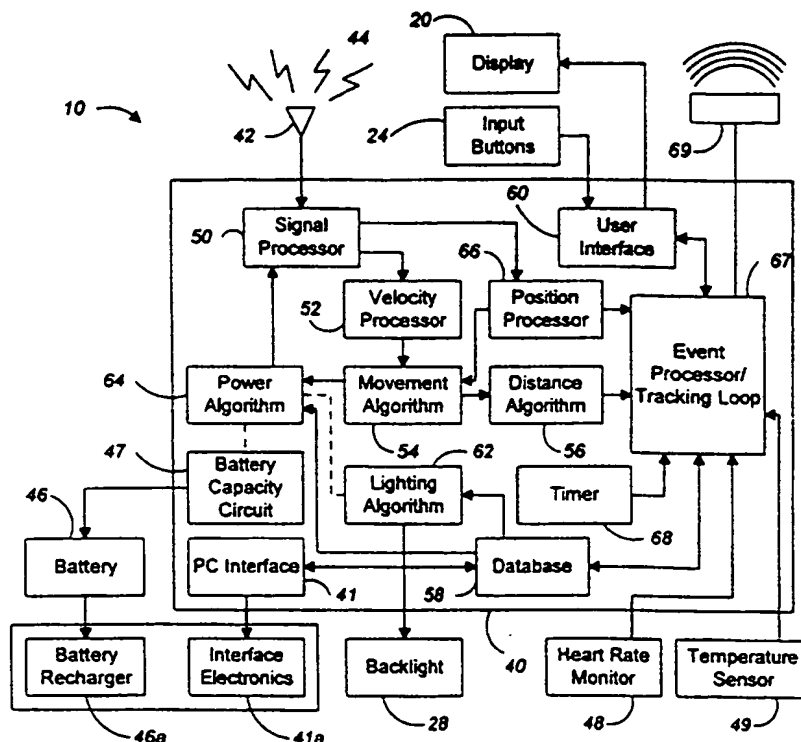 44
20
Display
10
42
24
Input
Buttons
69
50
Signal
Processor
60
User
Interface
66
67
52
Velocity
Processor
Position
Processor
64
Power
Algorithm
Movement
Algorithm
Distance
Algorithm
Event
Processor/
Tracking Loop
47
54
62
56
46
Battery
Capacity
Circuit
Lighting
Algorithm
Timer
68
Battery
PC Interface
41
58
Database
40
Battery
Recharger
Interface
Electronics
Backlight
Heart Rate
Monitor
Temperature
Sensor
46a
41a
28
48
49